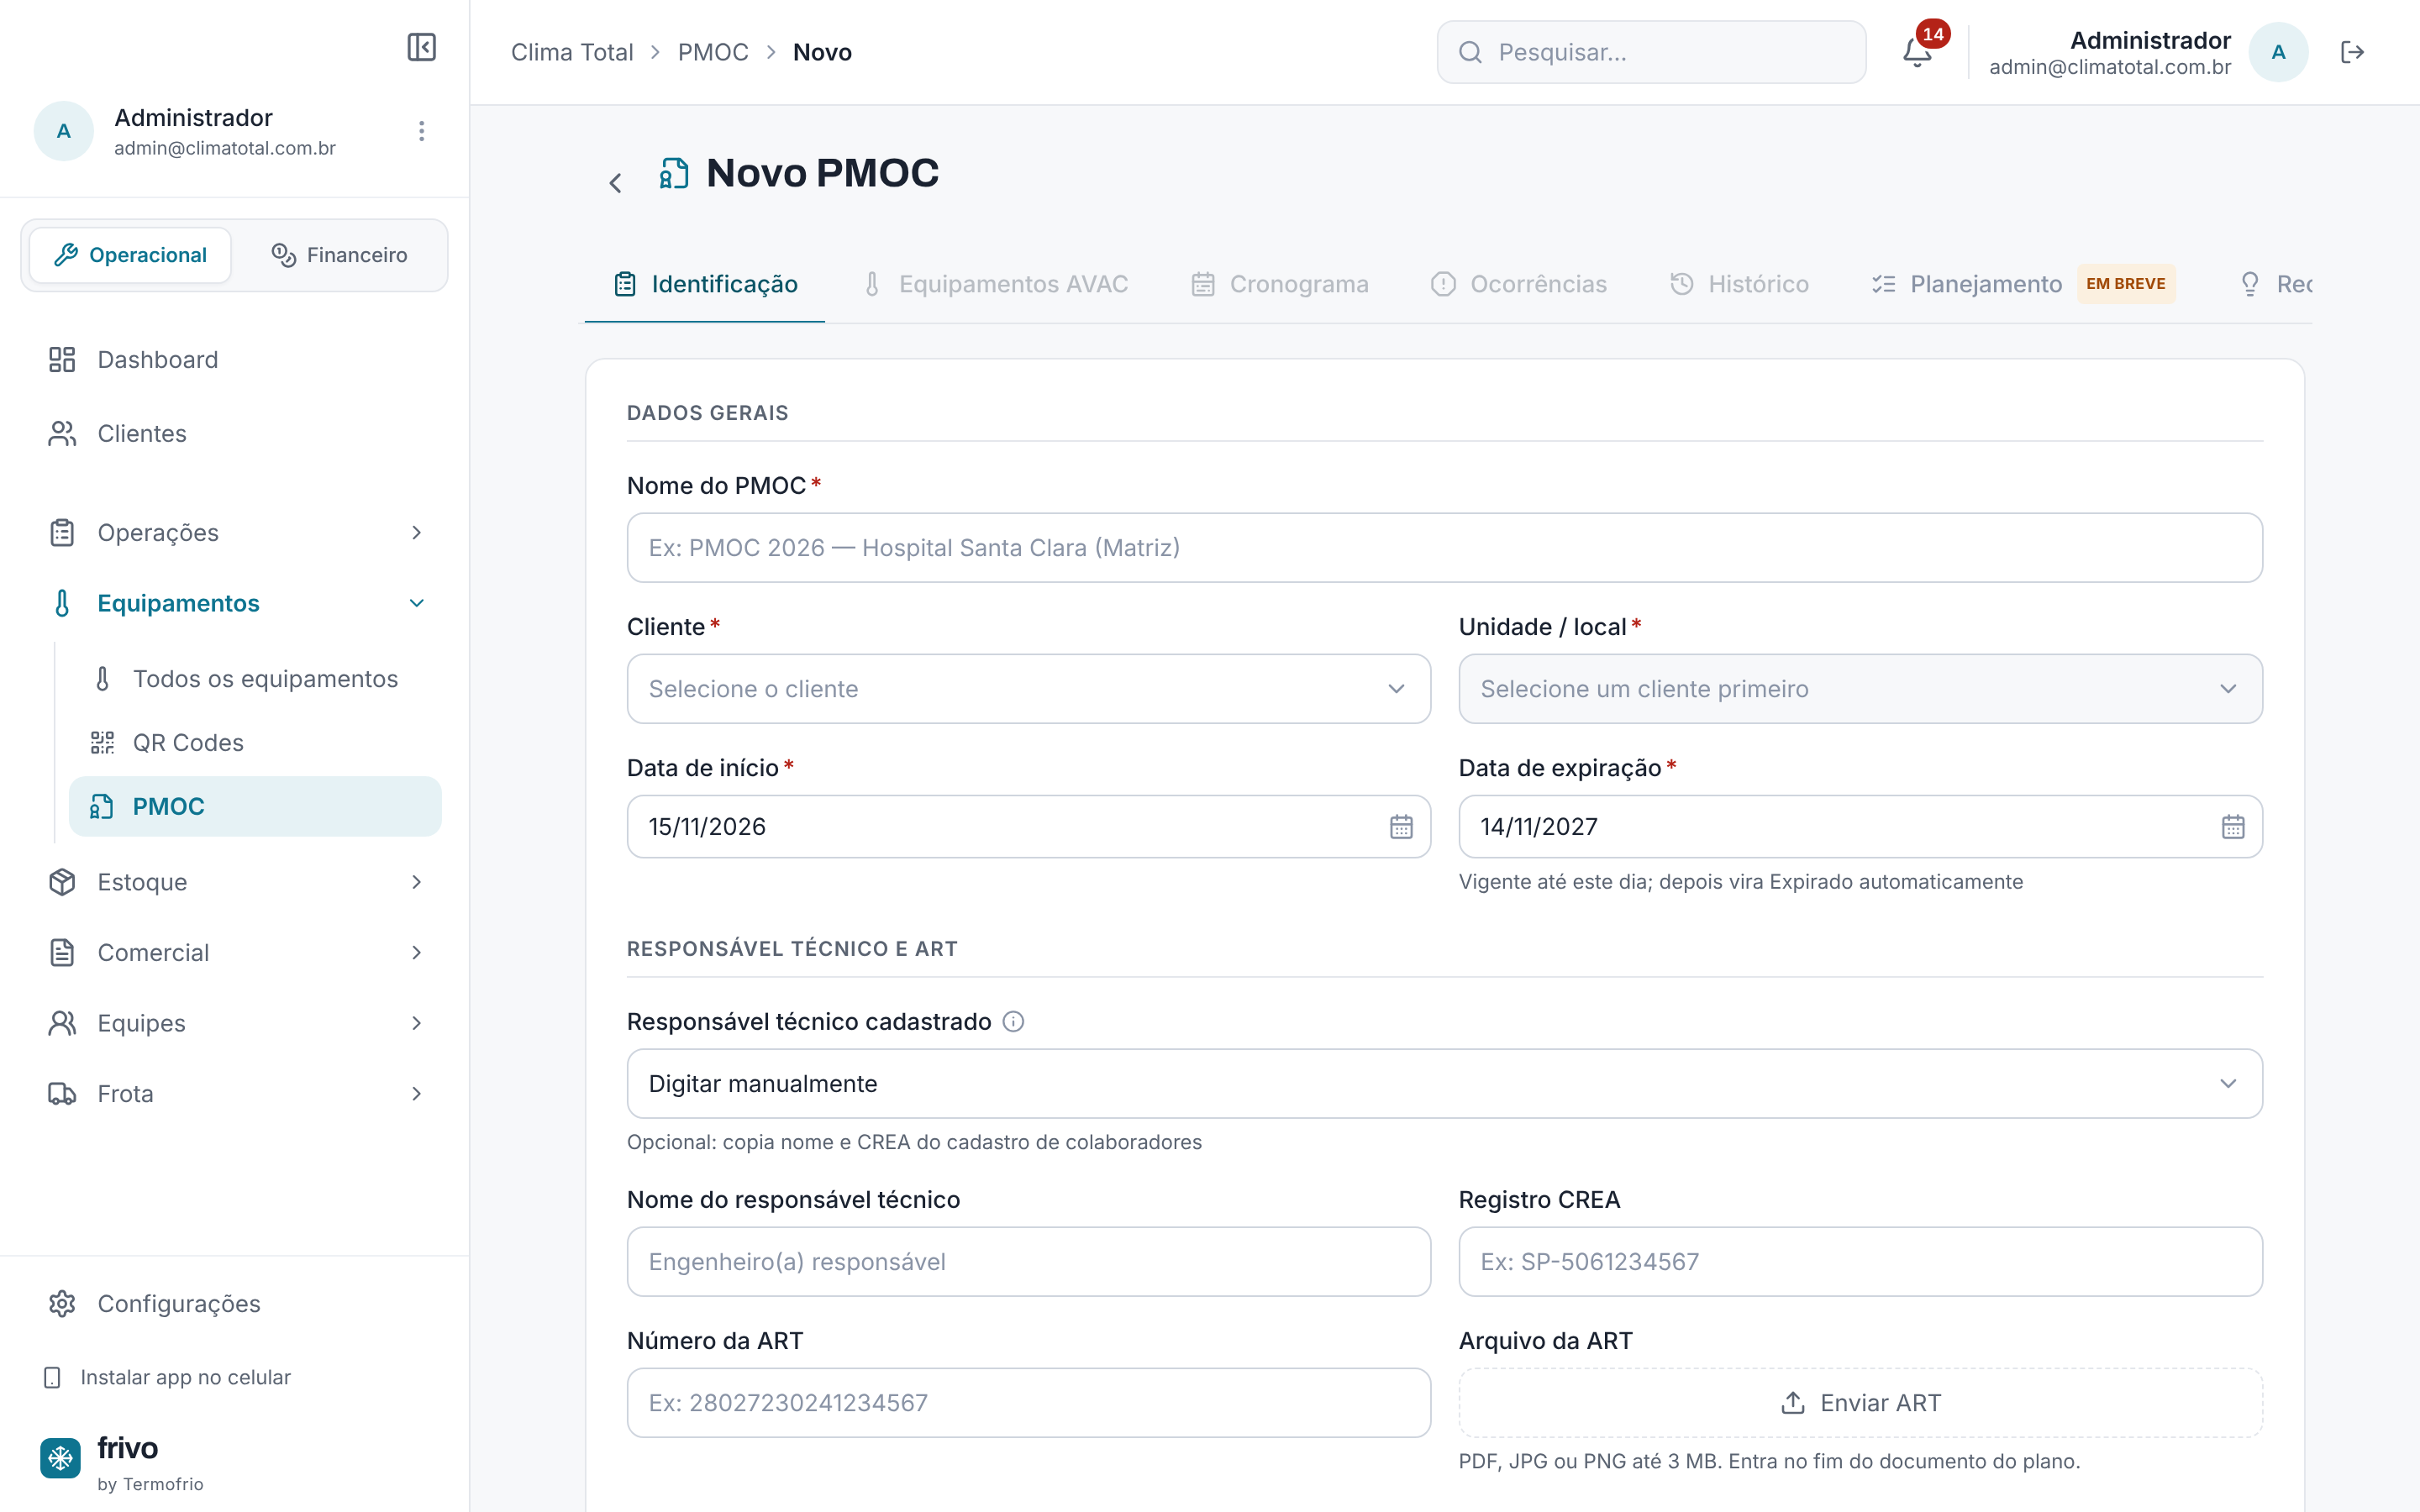 Clima Total > PMOC > Novo
Pesquisar...
14
Administrador
admin@climatotal.com.br
A
A
Administrador
admin@climatotal.com.br
Operacional
Financeiro
Dashboard
Clientes
Operações
Equipamentos
Todos os equipamentos
QR Codes
PMOC
Estoque
Comercial
Equipes
Frota
Configurações
Instalar app no celular
frivo
by Termofrio
Novo PMOC
Identificação
Equipamentos AVAC
Cronograma
Ocorrências
Histórico
Planejamento
EM BREVE
DADOS GERAIS
Nome do PMOC*
Ex: PMOC 2026 — Hospital Santa Clara (Matriz)
Cliente*
Selecione o cliente
Unidade / local*
Selecione um cliente primeiro
Data de início*
15/11/2026
Data de expiração*
14/11/2027
Vigente até este dia; depois vira Expirado automaticamente
RESPONSÁVEL TÉCNICO E ART
Responsável técnico cadastrado
Digitar manualmente
Opcional: copia nome e CREA do cadastro de colaboradores
Nome do responsável técnico
Engenheiro(a) responsável
Registro CREA
Ex: SP-5061234567
Número da ART
Ex: 28027230241234567
Arquivo da ART
Enviar ART
PDF, JPG ou PNG até 3 MB. Entra no fim do documento do plano.